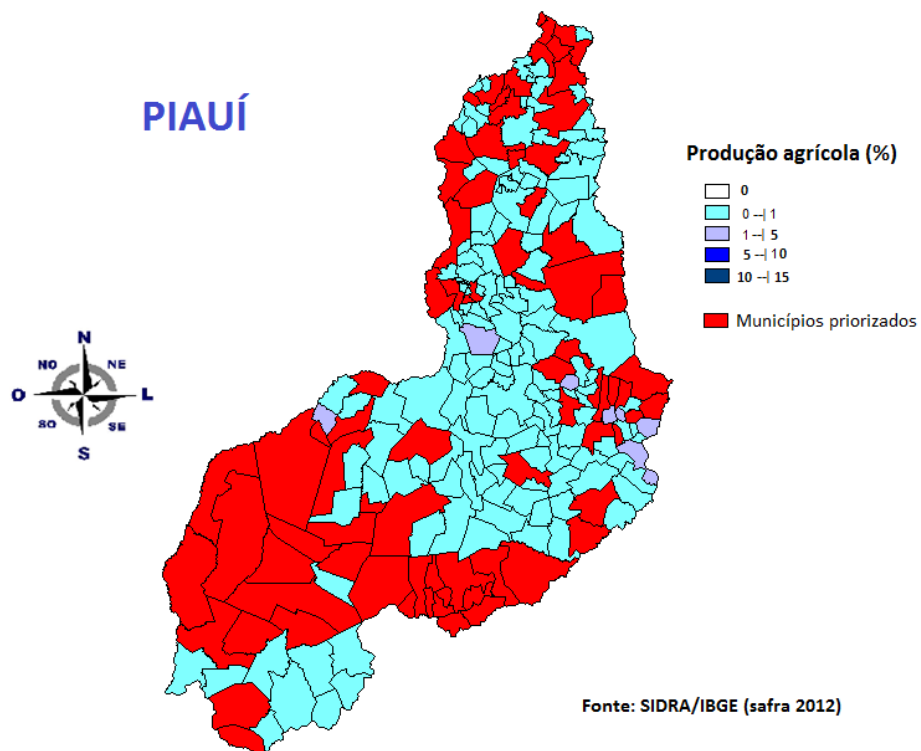 PIAUÍ
Produção agrícola (%)
0
0 --| 1
1 --| 5
5 --| 10
10 --| 15
Municípios priorizados
N
NO NE
O L
SO SE
S
Fonte: SIDRA/IBGE (safra 2012)